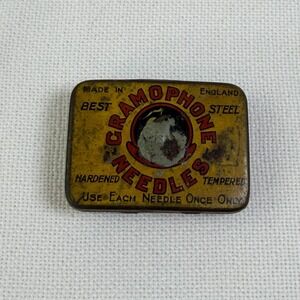 MADE IN ENGLAND
BEST STEEL
GRAMOPHONE
NEEDLES
HARDENED TEMPERED
USE EACH NEEDLE ONCE ONLY